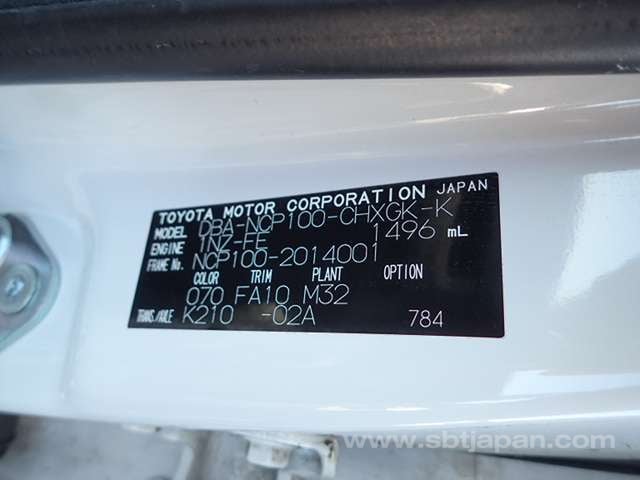 TOYOTA MOTOR CORPORATION JAPAN
MODEL DBA-NCP100-CHXGK-K
ENGINE 1NZ-FE 1496 mL
FRAME No. NCP100-2014001
COLOR TRIM PLANT OPTION
070 FA10 M32
TRANS/AXLE K210 -02A 784
www.sbtjapan.com